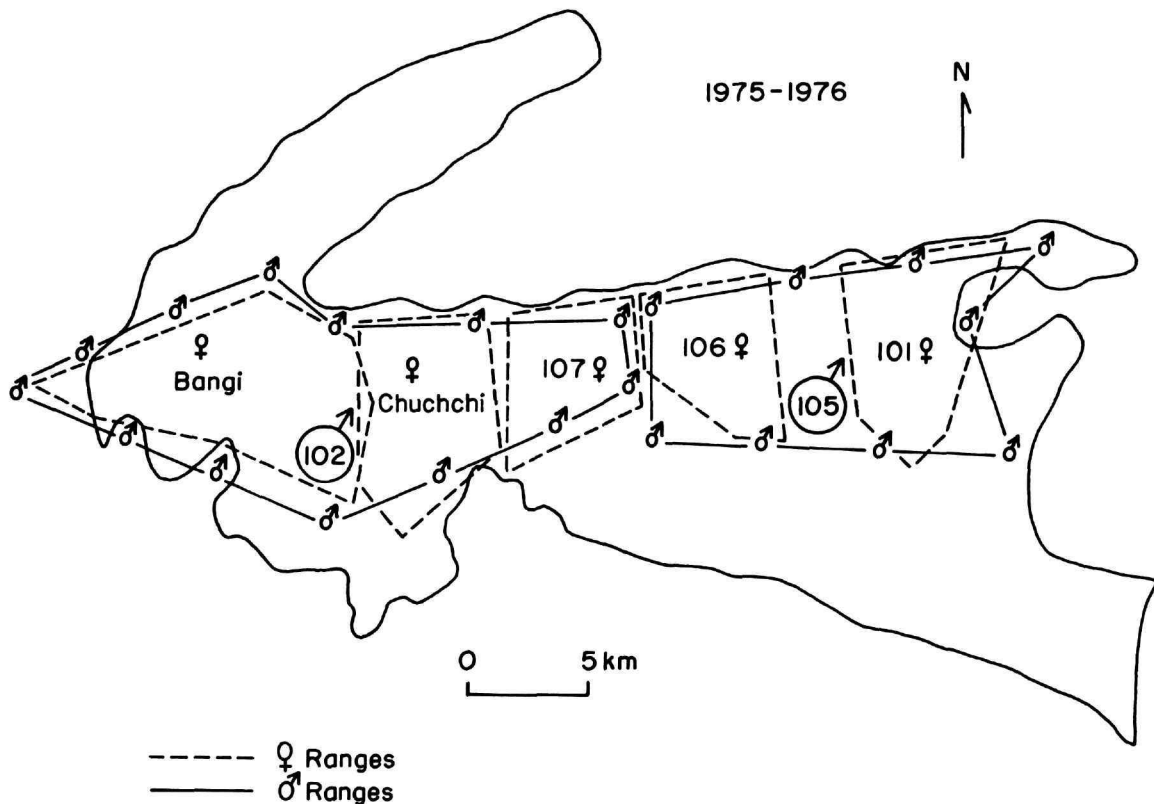 1975-1976
N
♀
Bangi
♀
Chuchchi
107♀
106♀
101♀
102
105
0 5 km
♀ Ranges
♂ Ranges